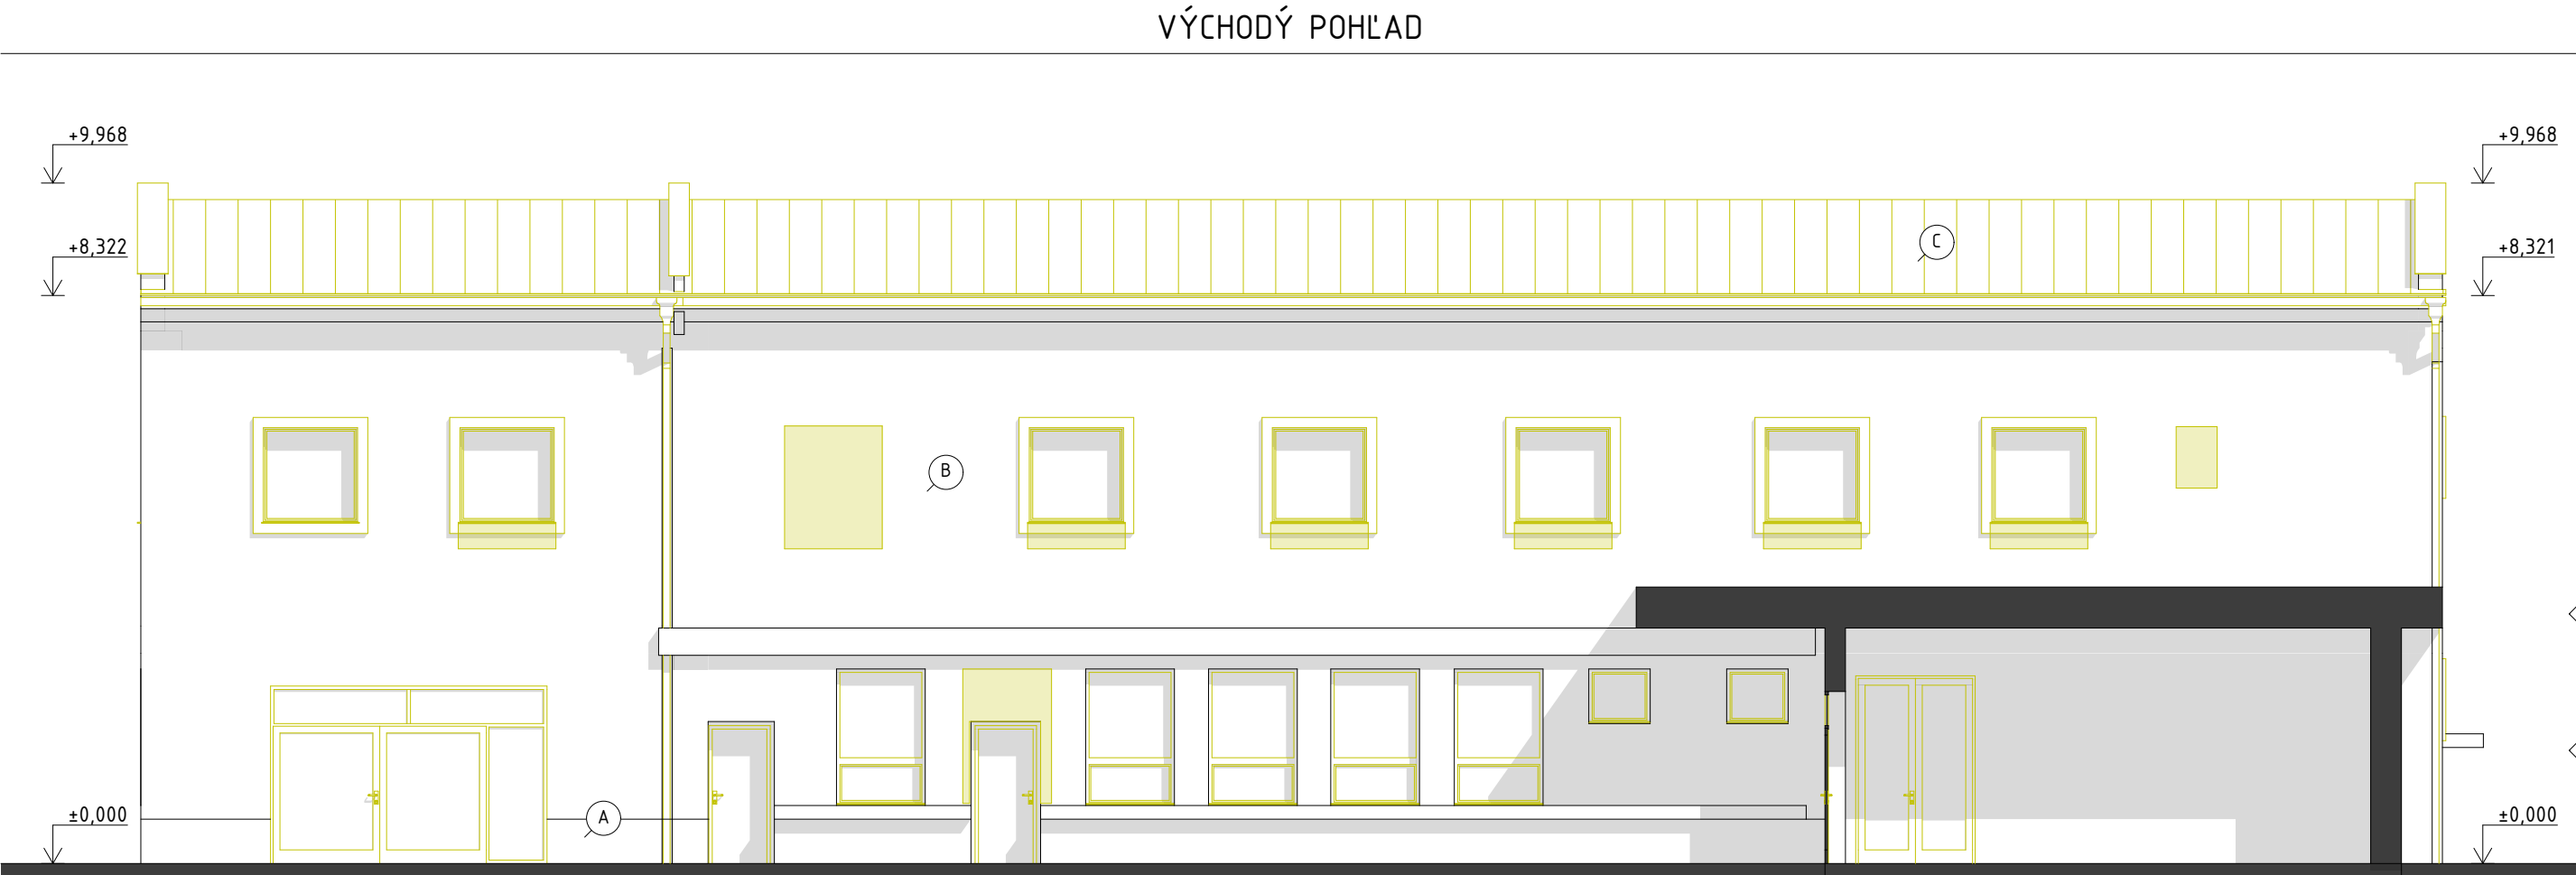 VÝCHODÝ POHĽAD
+9,968
+9,968
+8,322
C
+8,321
B
±0,000
A
±0,000